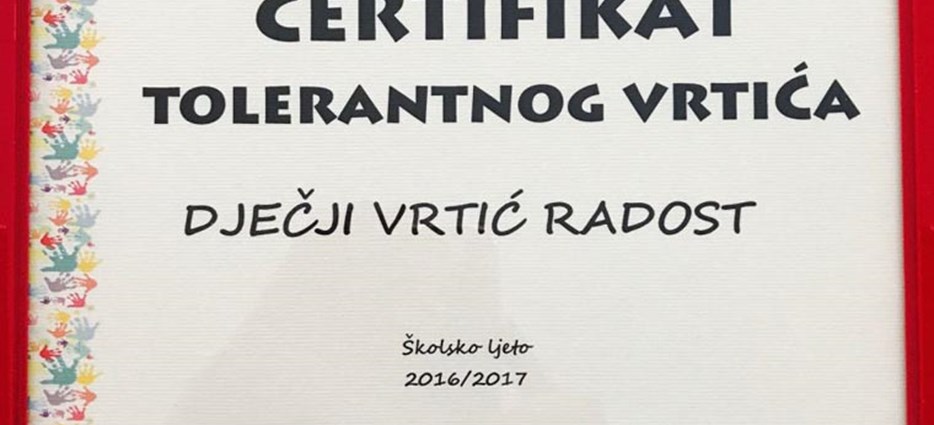 CERTIFIKAT
TOLERANTNOG VRTIĆA
DJEČJI VRTIĆ RADOST
Školsko ljeto
2016/2017